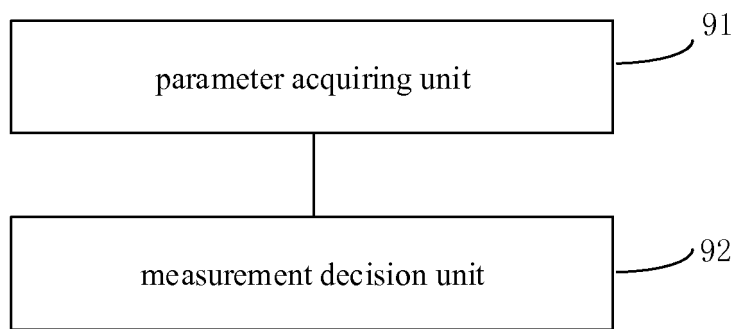 91
parameter acquiring unit
measurement decision unit
92